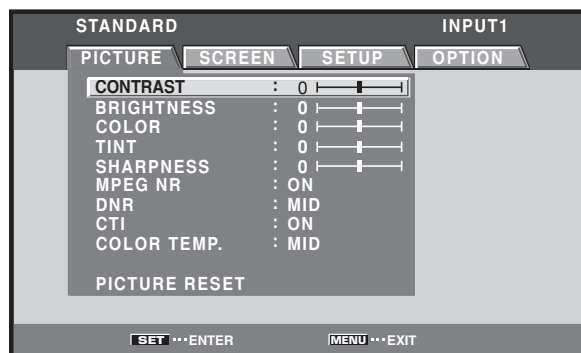 STANDARD INPUT1
PICTURE SCREEN SETUP OPTION
CONTRAST : 0
BRIGHTNESS : 0
COLOR : 0
TINT : 0
SHARPNESS : 0
MPEG NR : ON
DNR : MID
CTI : ON
COLOR TEMP. : MID
PICTURE RESET
SET ··· ENTER MENU ··· EXIT